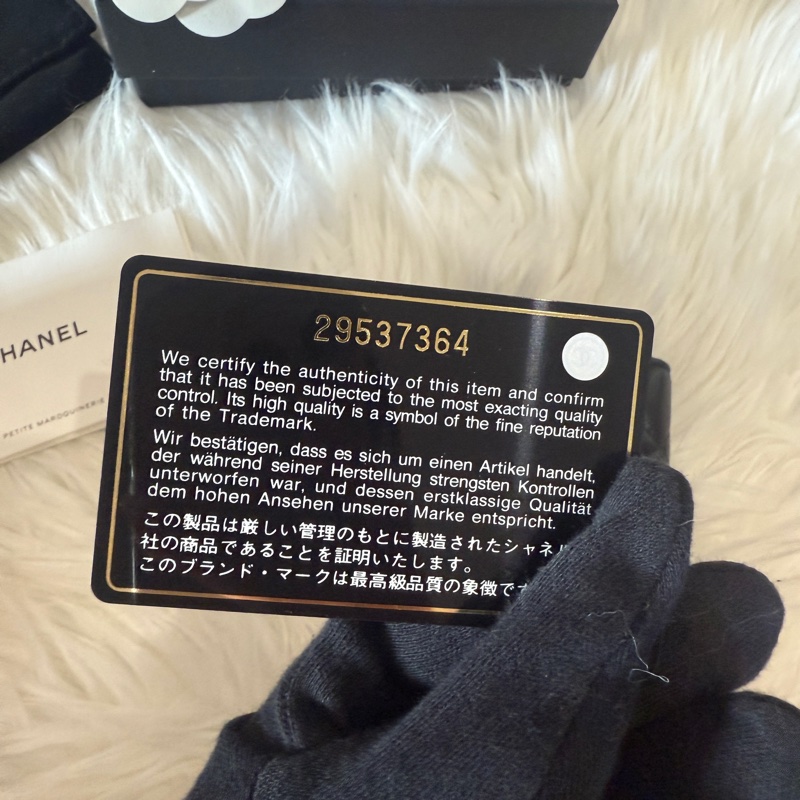 29537364
We certify the authenticity of this item and confirm
that it has been subjected to the most exacting quality
control. Its high quality is a symbol of the fine reputation
of the Trademark.
Wir bestätigen, dass es sich um einen Artikel handelt,
der während seiner Herstellung strengsten Kontrollen
unterworfen war, und dessen erstklassige Qualität
dem hohen Ansehen unserer Marke entspricht.
この製品は厳しい管理のもとに製造されたシャネル
社の商品であることを証明いたします。
このブランド・マークは最高級品質の象徴です
HANEL
PETITE MAROQUINERIE